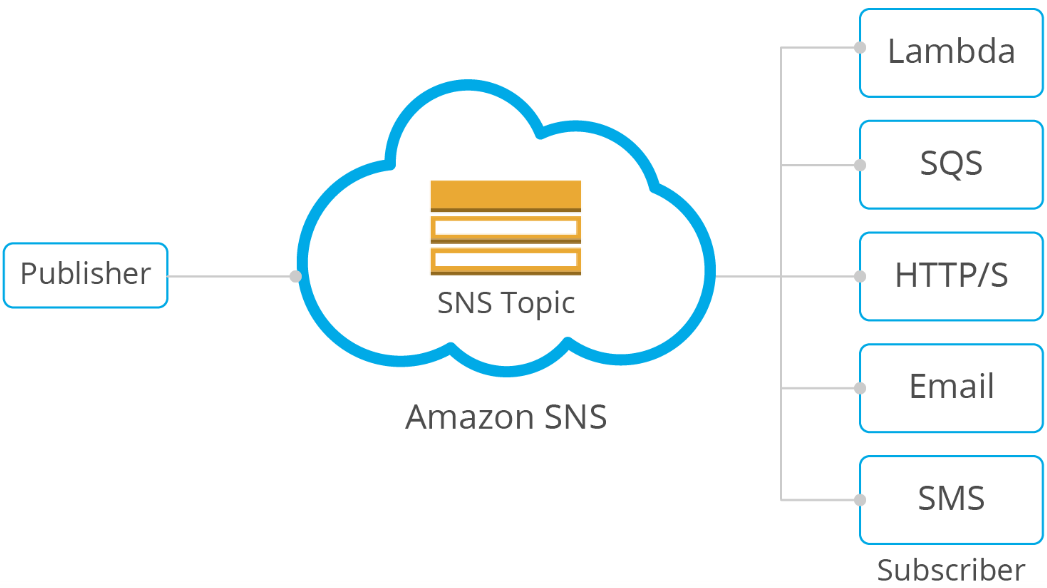 Publisher
SNS Topic
Amazon SNS
Lambda
SQS
HTTP/S
Email
SMS
Subscriber